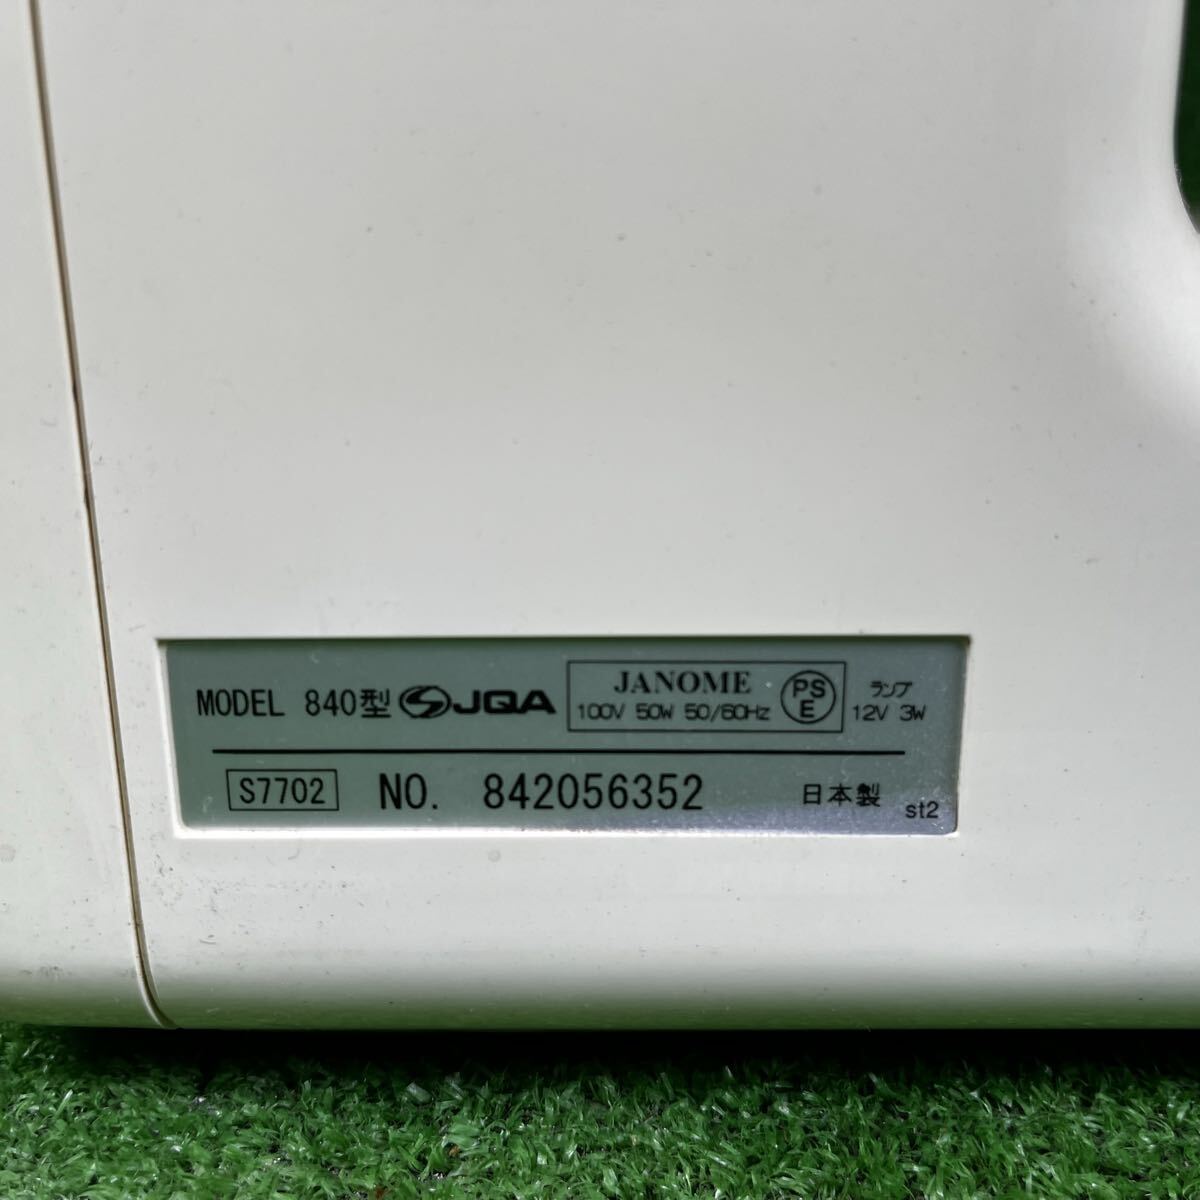 MODEL 840型 JQA
JANOME
100V 50W 50/60Hz
PSE
ランプ
12V 3W
S7702 NO. 842056352 日本製 st2